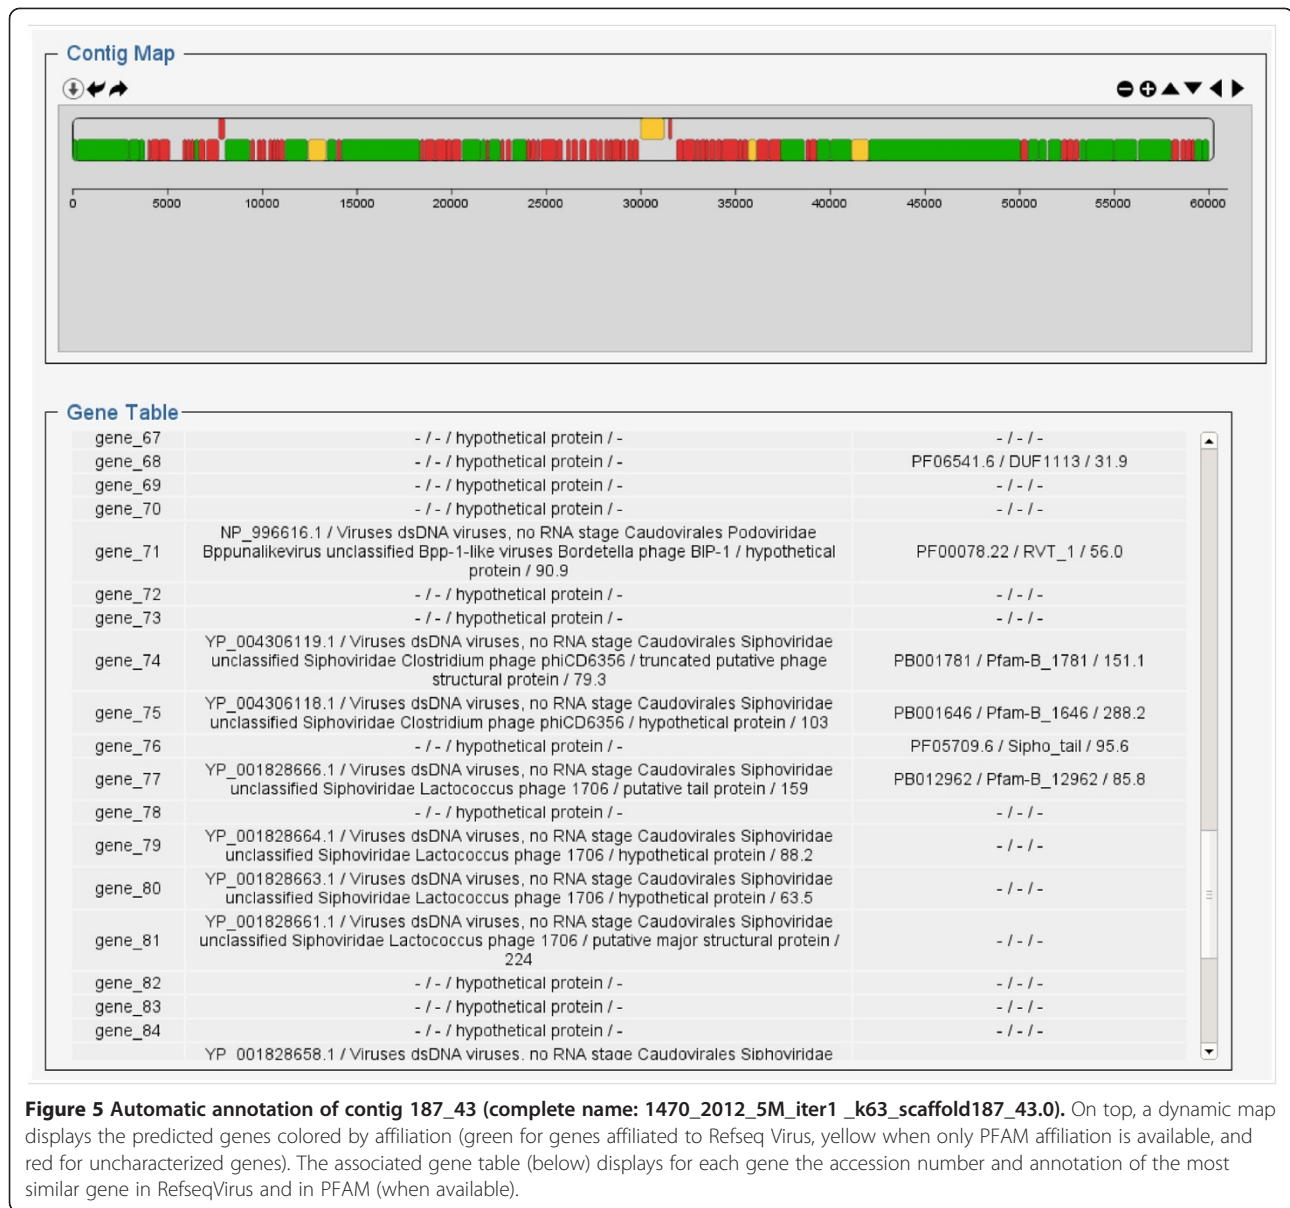 Contig Map
0 5000 10000 15000 20000 25000 30000 35000 40000 45000 50000 55000 60000
Gene Table
gene_67 - / - / hypothetical protein / - - / - / -
gene_68 - / - / hypothetical protein / - PF06541.6 / DUF1113 / 31.9
gene_69 - / - / hypothetical protein / - - / - / -
gene_70 - / - / hypothetical protein / - - / - / -
NP_996616.1 / Viruses dsDNA viruses, no RNA stage Caudovirales Podoviridae
gene_71 Bppunalikevirus unclassified Bpp-1-like viruses Bordetella phage BIP-1 / hypothetical PF00078.22 / RVT_1 / 56.0
protein / 90.9
gene_72 - / - / hypothetical protein / - - / - / -
gene_73 - / - / hypothetical protein / - - / - / -
YP_004306119.1 / Viruses dsDNA viruses, no RNA stage Caudovirales Siphoviridae
gene_74 unclassified Siphoviridae Clostridium phage phiCD6356 / truncated putative phage PB001781 / Pfam-B_1781 / 151.1
structural protein / 79.3
YP_004306118.1 / Viruses dsDNA viruses, no RNA stage Caudovirales Siphoviridae
gene_75 unclassified Siphoviridae Clostridium phage phiCD6356 / hypothetical protein / 103 PB001646 / Pfam-B_1646 / 288.2
gene_76 - / - / hypothetical protein / - PF05709.6 / Sipho_tail / 95.6
YP_001828666.1 / Viruses dsDNA viruses, no RNA stage Caudovirales Siphoviridae
gene_77 unclassified Siphoviridae Lactococcus phage 1706 / putative tail protein / 159 PB012962 / Pfam-B_12962 / 85.8
gene_78 - / - / hypothetical protein / - - / - / -
YP_001828664.1 / Viruses dsDNA viruses, no RNA stage Caudovirales Siphoviridae
gene_79 unclassified Siphoviridae Lactococcus phage 1706 / hypothetical protein / 88.2 - / - / -
YP_001828663.1 / Viruses dsDNA viruses, no RNA stage Caudovirales Siphoviridae
gene_80 unclassified Siphoviridae Lactococcus phage 1706 / hypothetical protein / 63.5 - / - / -
YP_001828661.1 / Viruses dsDNA viruses, no RNA stage Caudovirales Siphoviridae
gene_81 unclassified Siphoviridae Lactococcus phage 1706 / putative major structural protein / - / - / -
224
gene_82 - / - / hypothetical protein / - - / - / -
gene_83 - / - / hypothetical protein / - - / - / -
gene_84 - / - / hypothetical protein / - - / - / -
YP_001828658.1 / Viruses dsDNA viruses, no RNA stage Caudovirales Siphoviridae
Figure 5 Automatic annotation of contig 187_43 (complete name: 1470_2012_5M_iter1 _k63_scaffold187_43.0). On top, a dynamic map
displays the predicted genes colored by affiliation (green for genes affiliated to Refseq Virus, yellow when only PFAM affiliation is available, and
red for uncharacterized genes). The associated gene table (below) displays for each gene the accession number and annotation of the most
similar gene in RefseqVirus and in PFAM (when available).